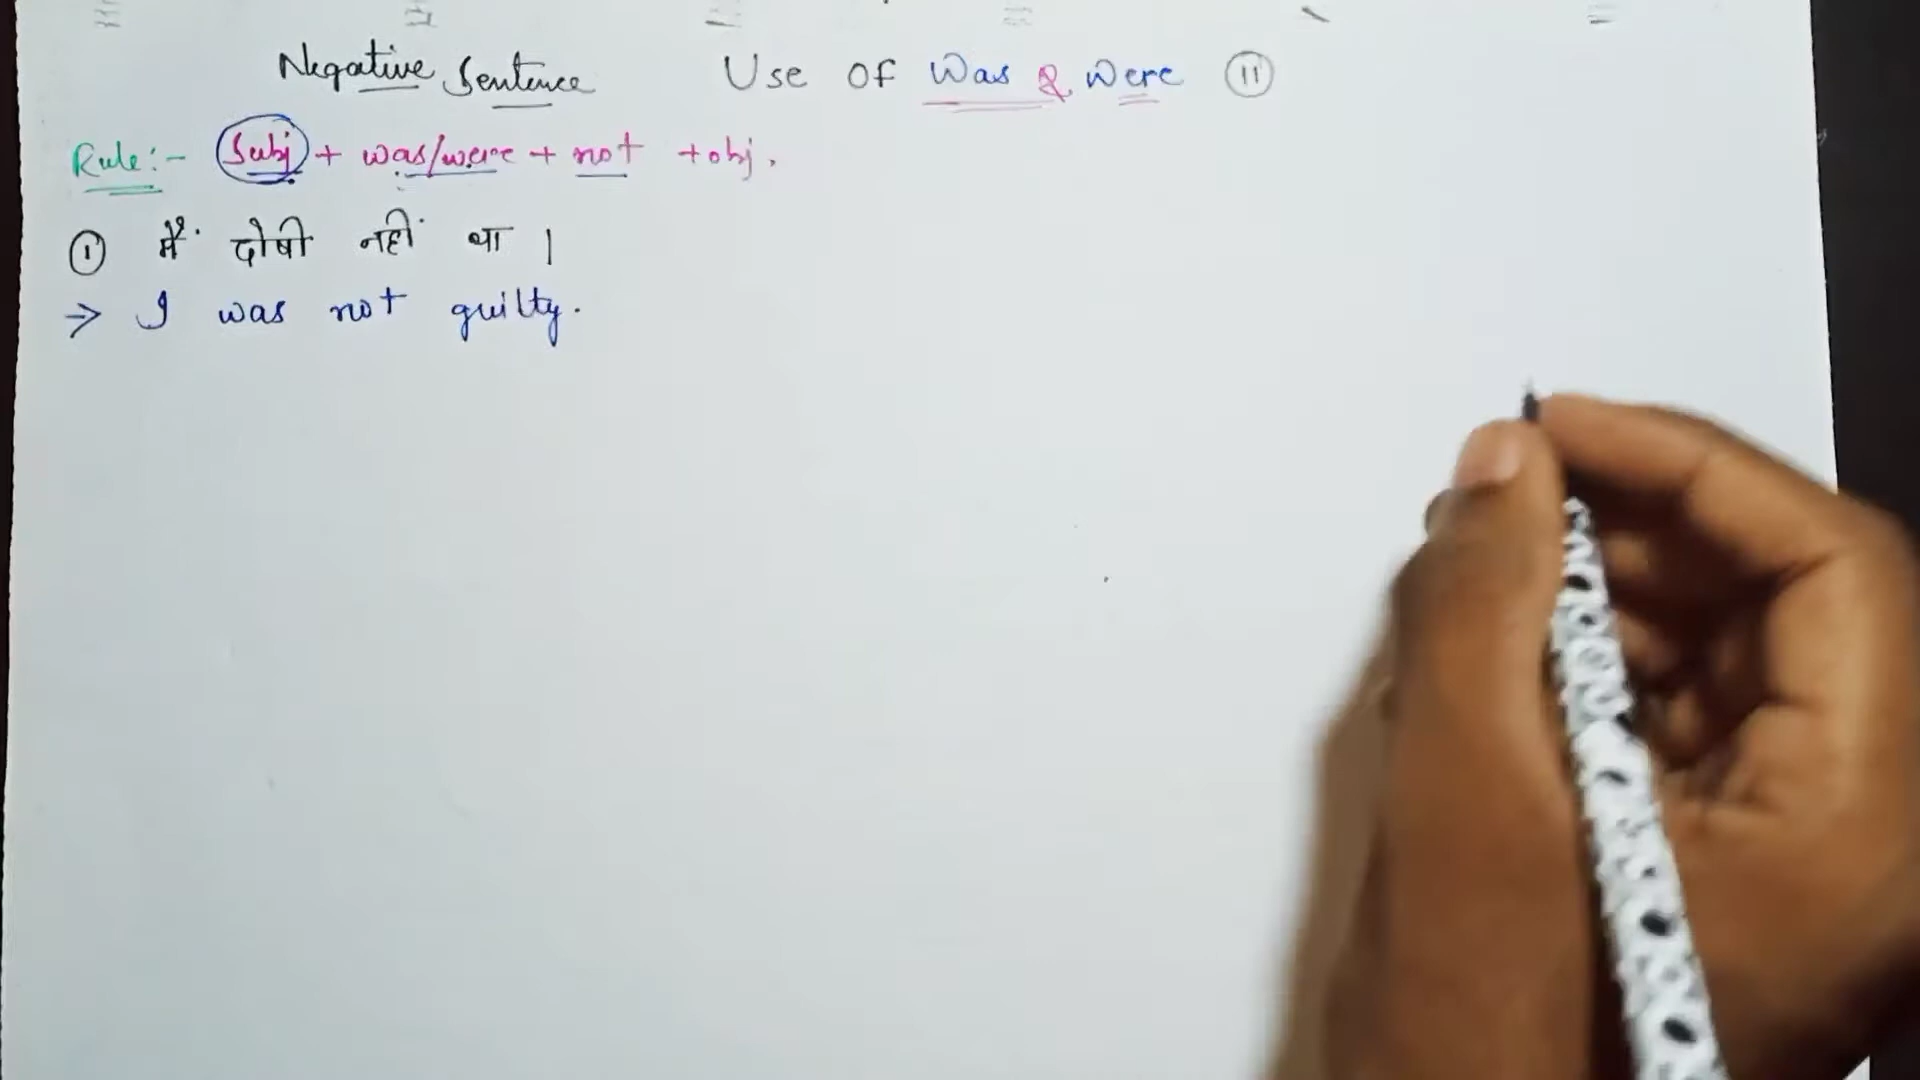 Negative Sentence Use Of Was & Were 11
Rule:- Subj + was/were + not + obj.
1 मैं दोषी नहीं था |
→ I was not guilty.